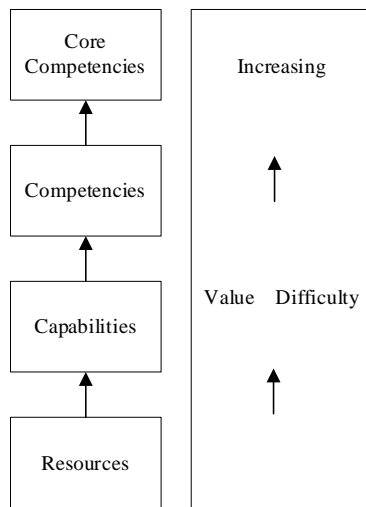 Core
Competencies
Competencies
Capabilities
Resources
Increasing
Value Difficulty